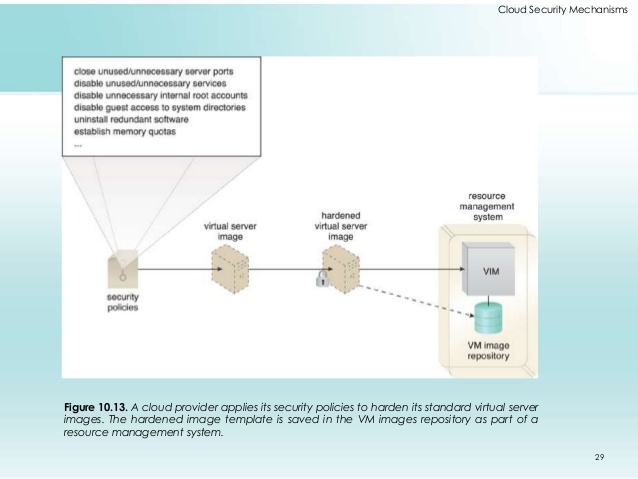 Cloud Security Mechanisms
close unused/unnecessary server ports
disable unused/unnecessary services
disable unnecessary internal root accounts
disable guest access to system directories
uninstall redundant software
establish memory quotas
...
resource
management
system
hardened
virtual server
image
virtual server
image
VIM
security
policies
VM image
repository
Figure 10.13. A cloud provider applies its security policies to harden its standard virtual server
images. The hardened image template is saved in the VM images repository as part of a
resource management system.
29